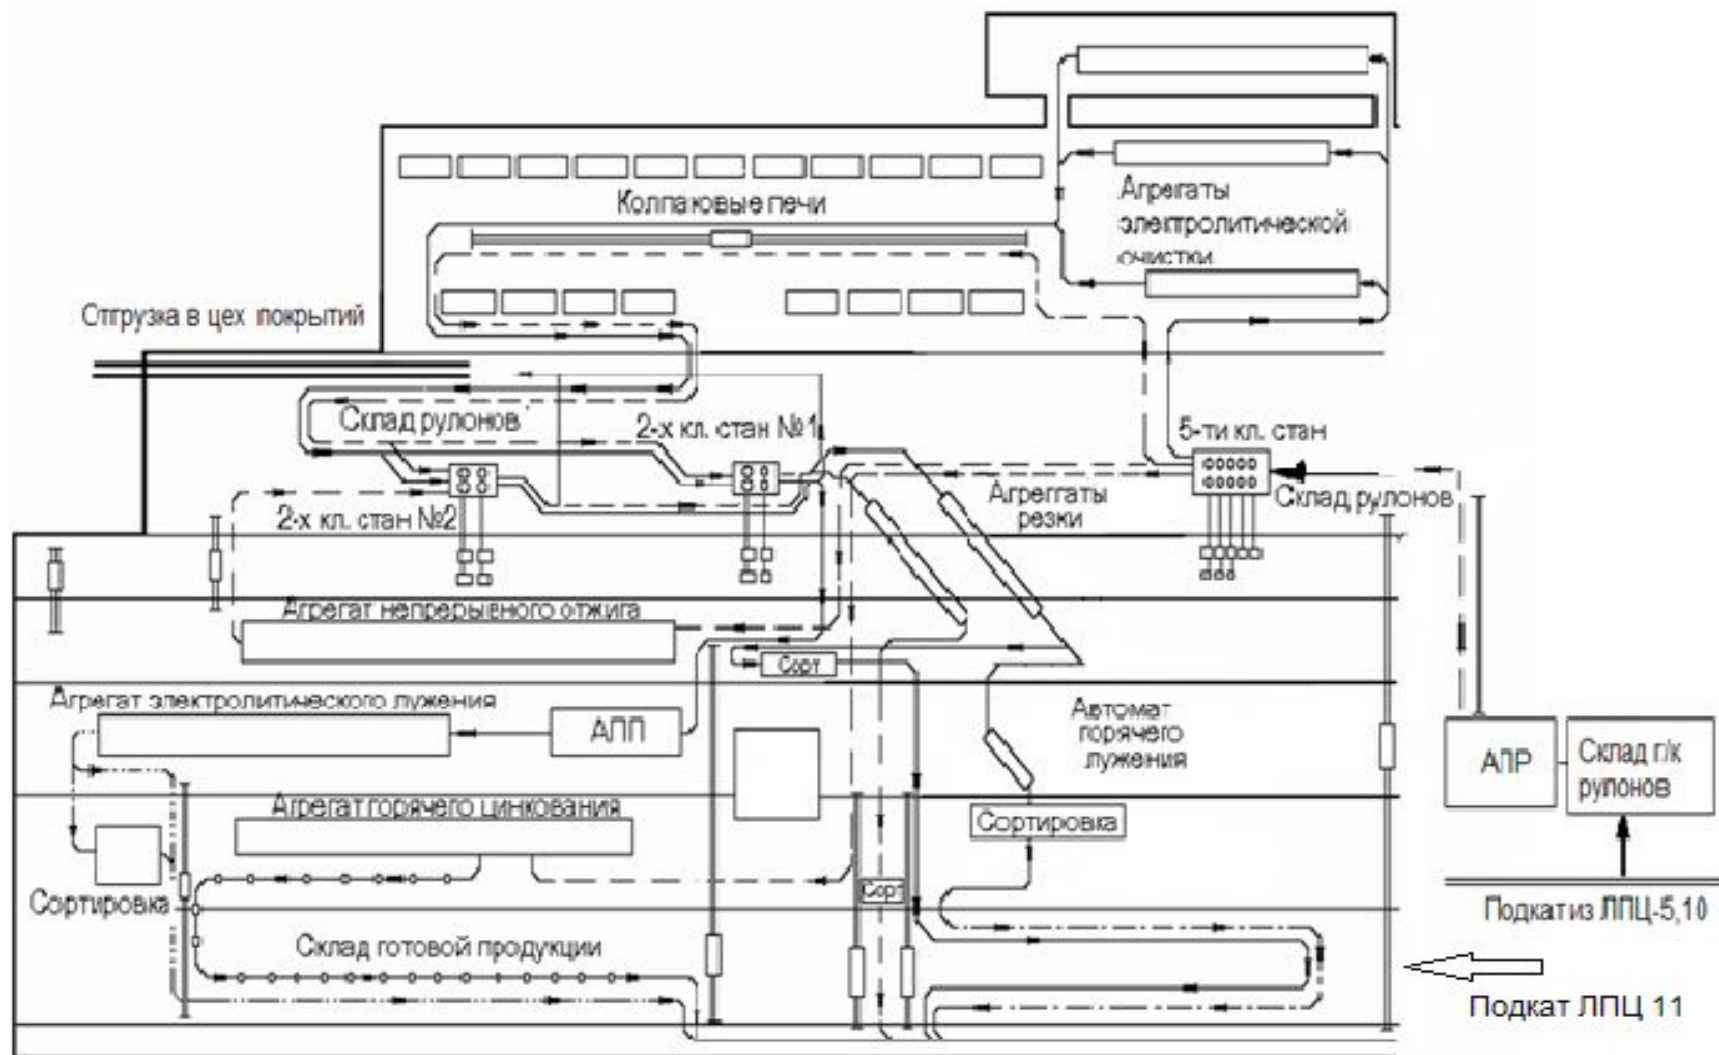 Колпаковые печи
Агрегаты
электролитической
очистки
Отгрузка в цех покрытий
Склад рулонов
2-х кл. стан №1
5-ти кл. стан
2-х кл. стан №2
Агреггаты
резки
Склад рулонов
Агрегат непрерывного отжига
Сорт
Агрегат электролитического лужения
АПП
Автомат
горячего
лужения
АПР
Склад г/к
рулонов
Агрегат горячего цинкования
Сортировка
Сорт
Сортировка
Подкат из ЛПЦ-5,10
Склад готовой продукции
Подкат ЛПЦ 11